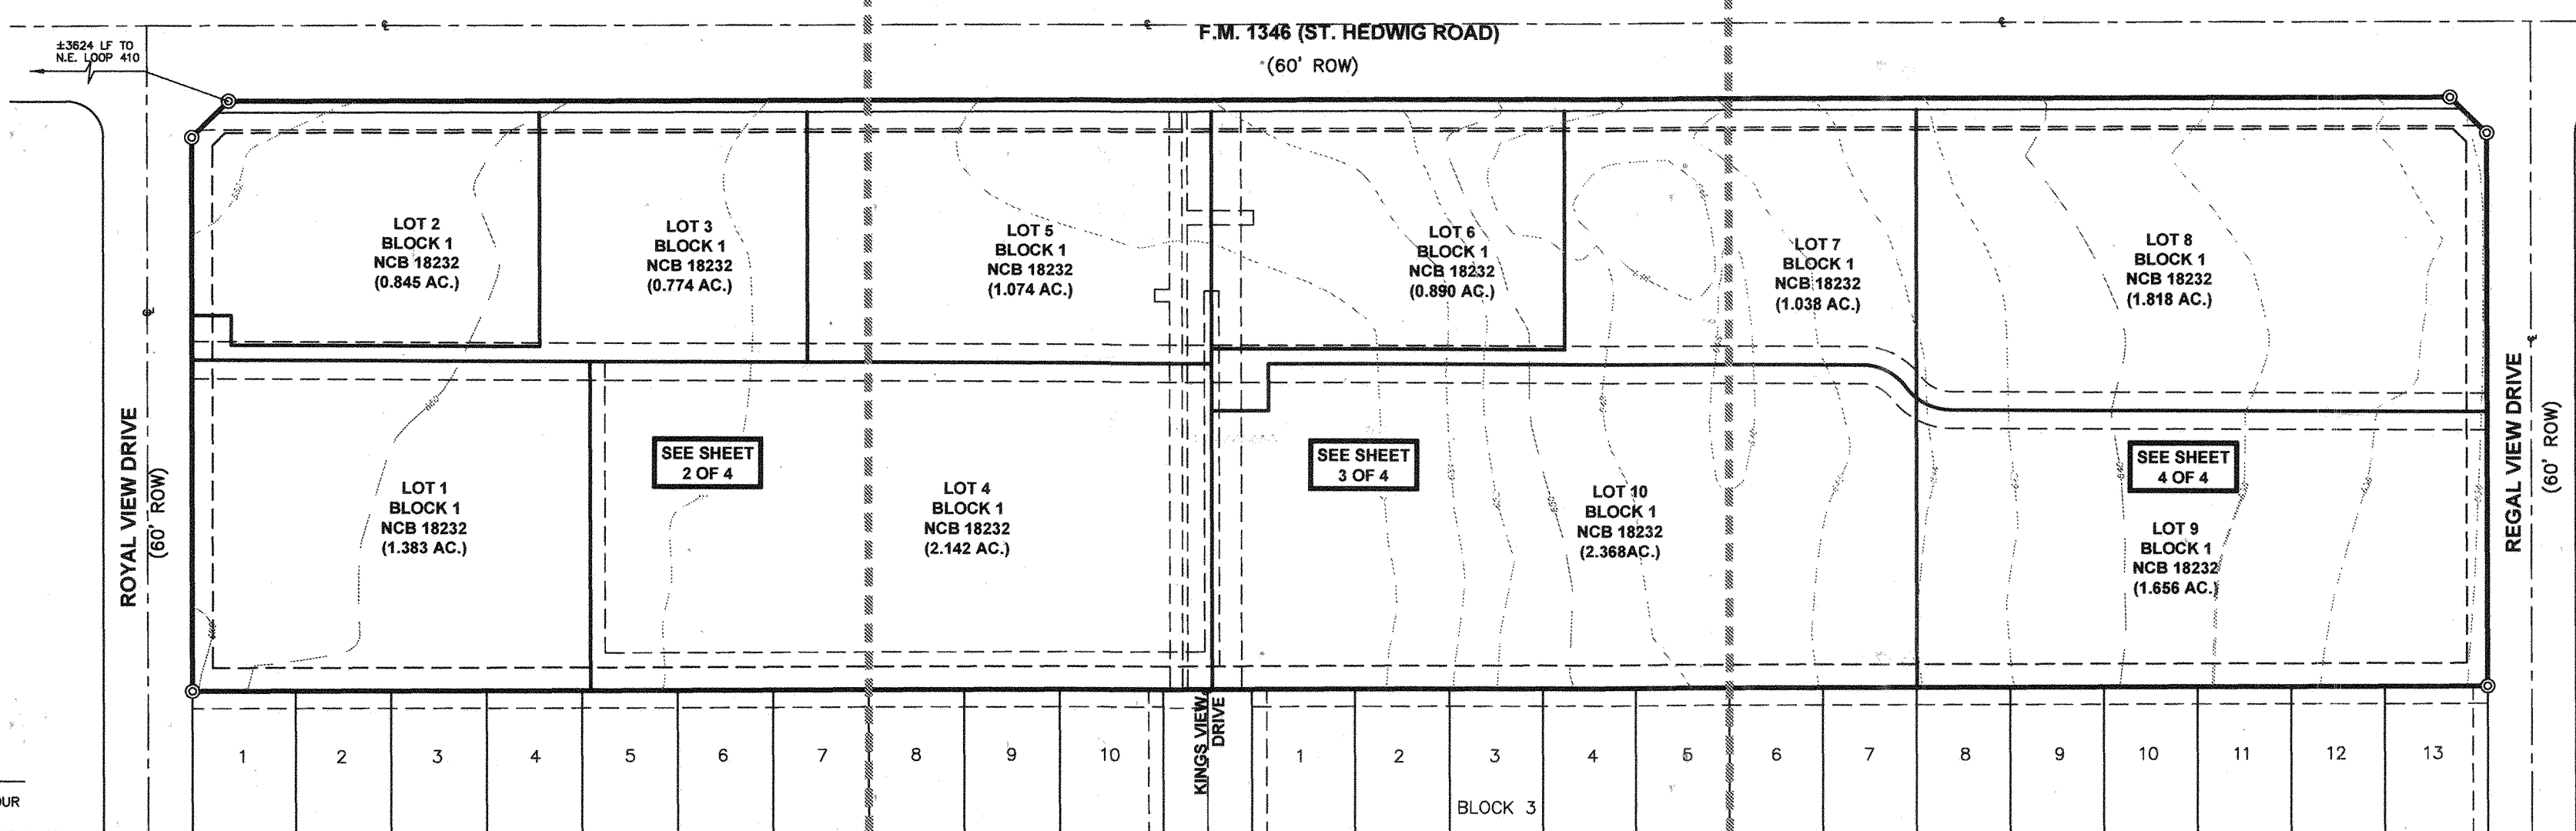 ±3624 LF TO
N.E. LOOP 410
F.M. 1346 (ST. HEDWIG ROAD)
(60' ROW)
LOT 2
BLOCK 1
NCB 18232
(0.845 AC.)
LOT 3
BLOCK 1
NCB 18232
(0.774 AC.)
LOT 5
BLOCK 1
NCB 18232
(1.074 AC.)
LOT 6
BLOCK 1
NCB 18232
(0.890 AC.)
LOT 7
BLOCK 1
NCB 18232
(1.038 AC.)
LOT 8
BLOCK 1
NCB 18232
(1.818 AC.)
ROYAL VIEW DRIVE
(60' ROW)
LOT 1
BLOCK 1
NCB 18232
(1.383 AC.)
660
SEE SHEET
2 OF 4
LOT 4
BLOCK 1
NCB 18232
(2.142 AC.)
SEE SHEET
3 OF 4
LOT 10
BLOCK 1
NCB 18232
(2.368AC.)
SEE SHEET
4 OF 4
LOT 9
BLOCK 1
NCB 18232
(1.656 AC.)
REGAL VIEW DRIVE
(60' ROW)
1 2 3 4 5 6 7 8 9 10
KINGS VIEW
DRIVE
1 2 3 4 5 6 7 8 9 10 11 12 13
BLOCK 3
OUR